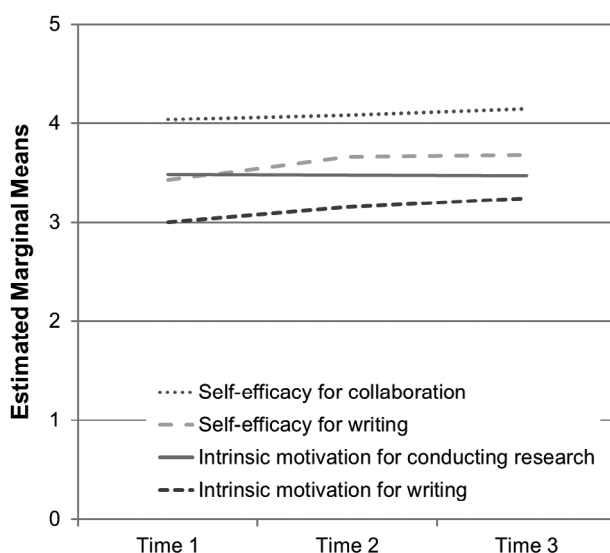 5
4
3
2
1
0
Estimated Marginal Means
Self-efficacy for collaboration
Self-efficacy for writing
Intrinsic motivation for conducting research
Intrinsic motivation for writing
Time 1 Time 2 Time 3